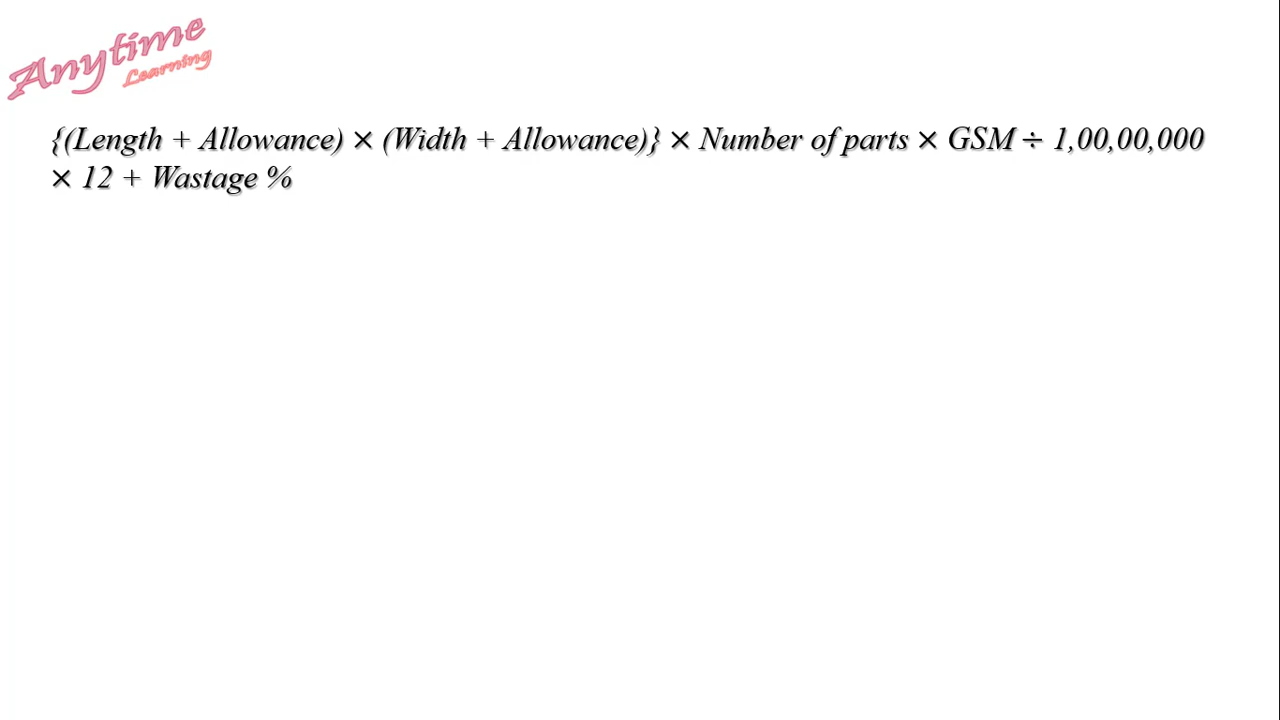 Anytime
Learning
{(Length + Allowance) × (Width + Allowance)} × Number of parts × GSM ÷ 1,00,00,000
× 12 + Wastage %